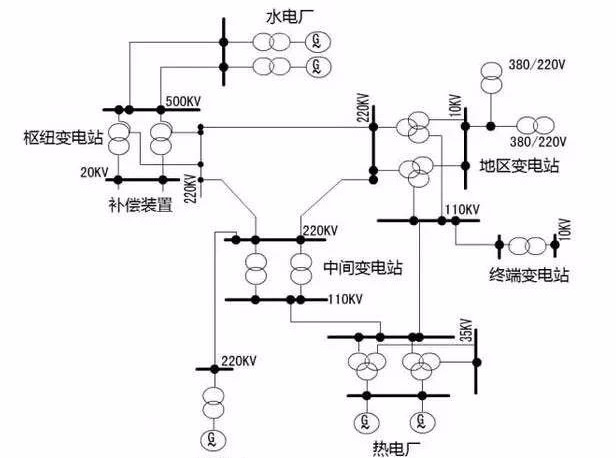 水电厂
G
G
500KV
枢纽变电站
20KV
补偿装置
220KV
220KV
10KV
380/220V
380/220V
地区变电站
110KV
10KV
终端变电站
220KV
中间变电站
110KV
35KV
220KV
G
G
G
热电厂